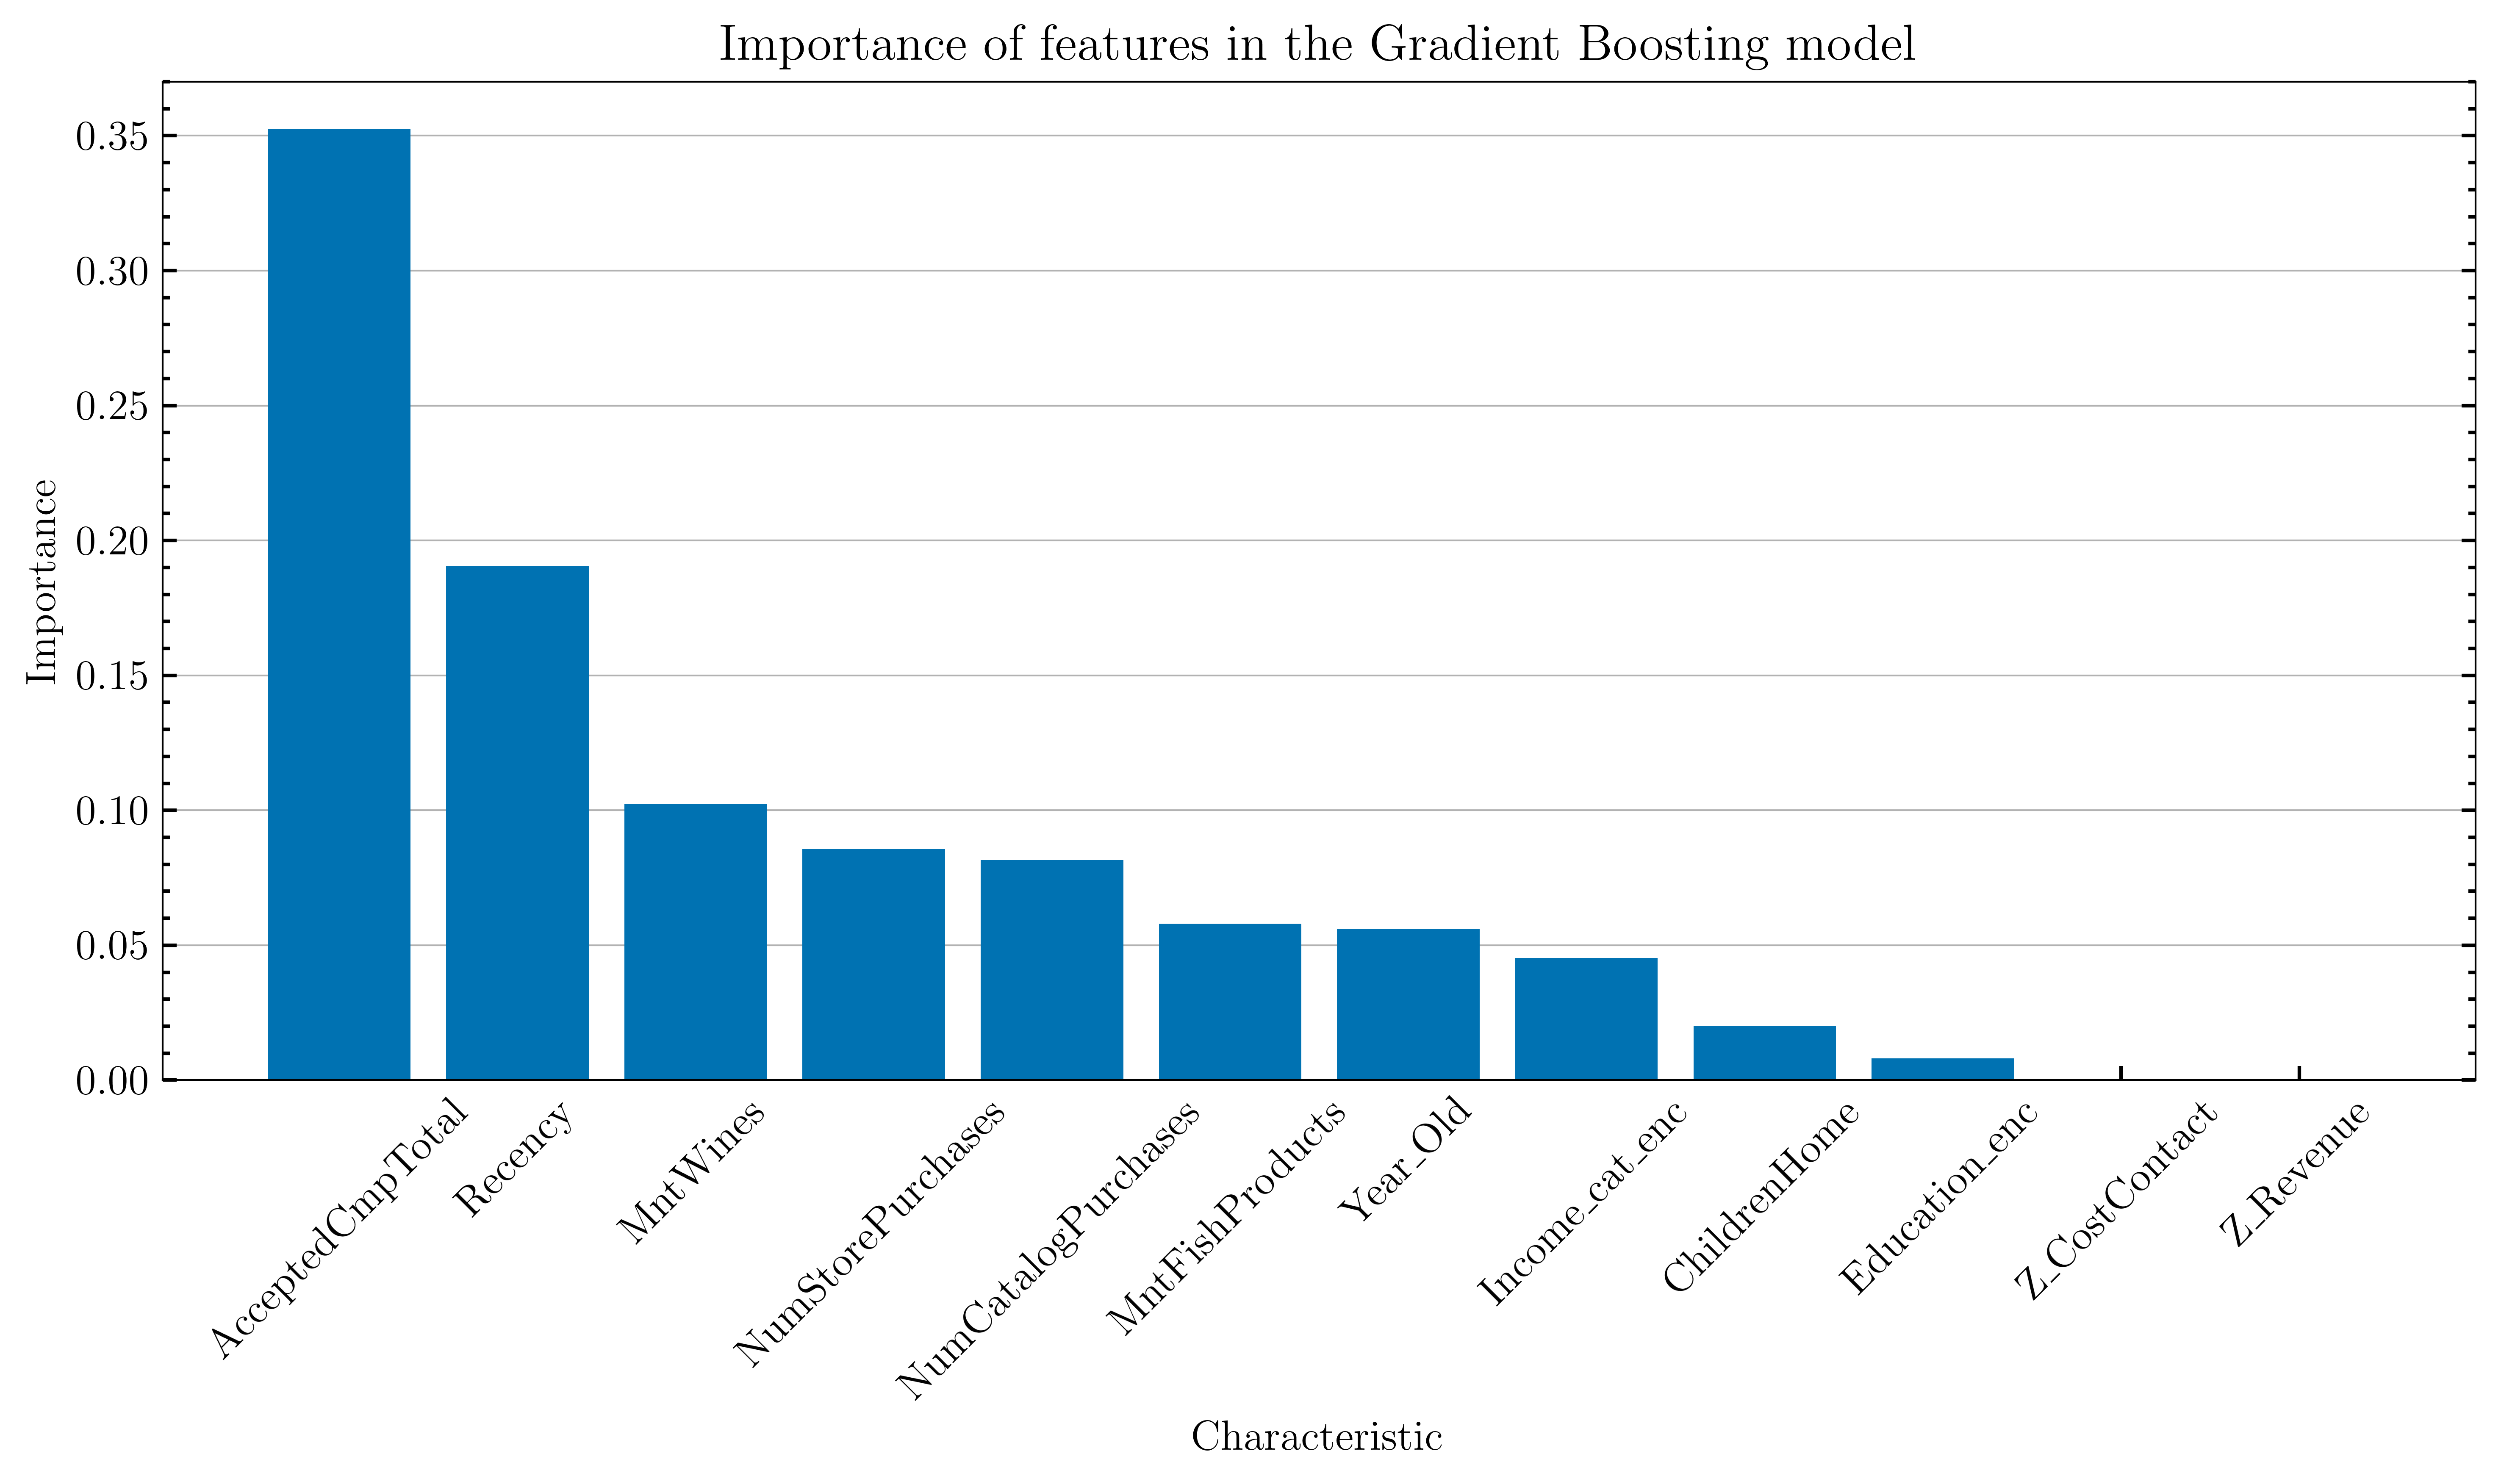 Importance of features in the Gradient Boosting model
Importance
0.35
0.30
0.25
0.20
0.15
0.10
0.05
0.00
AcceptedCmpTotal
Recency
MntWines
NumStorePurchases
NumCatalogPurchases
MntFishProducts
Year_Old
Income_cat_enc
ChildrenHome
Education_enc
Z_CostContact
Z_Revenue
Characteristic